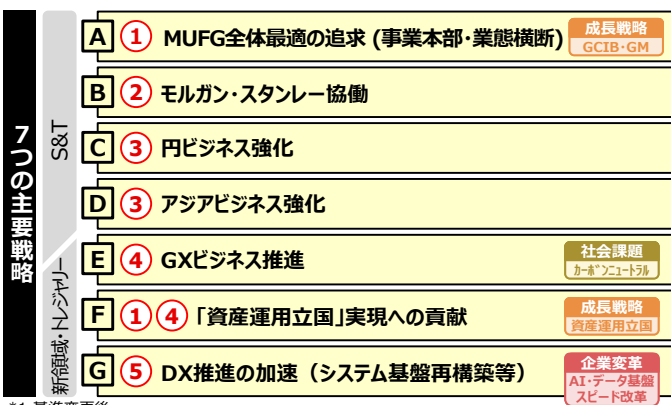 7つの主要戦略
S&T
新領域・トレジャリー
A ① MUFG全体最適の追求 (事業本部・業態横断)
成長戦略
GCIB・GM
B ② モルガン・スタンレー協働
C ③ 円ビジネス強化
D ③ アジアビジネス強化
E ④ GXビジネス推進
社会課題
カーボンニュートラル
F ①④ 「資産運用立国」実現への貢献
成長戦略
資産運用立国
G ⑤ DX推進の加速（システム基盤再構築等）
企業変革
AI・データ基盤
スピード改革